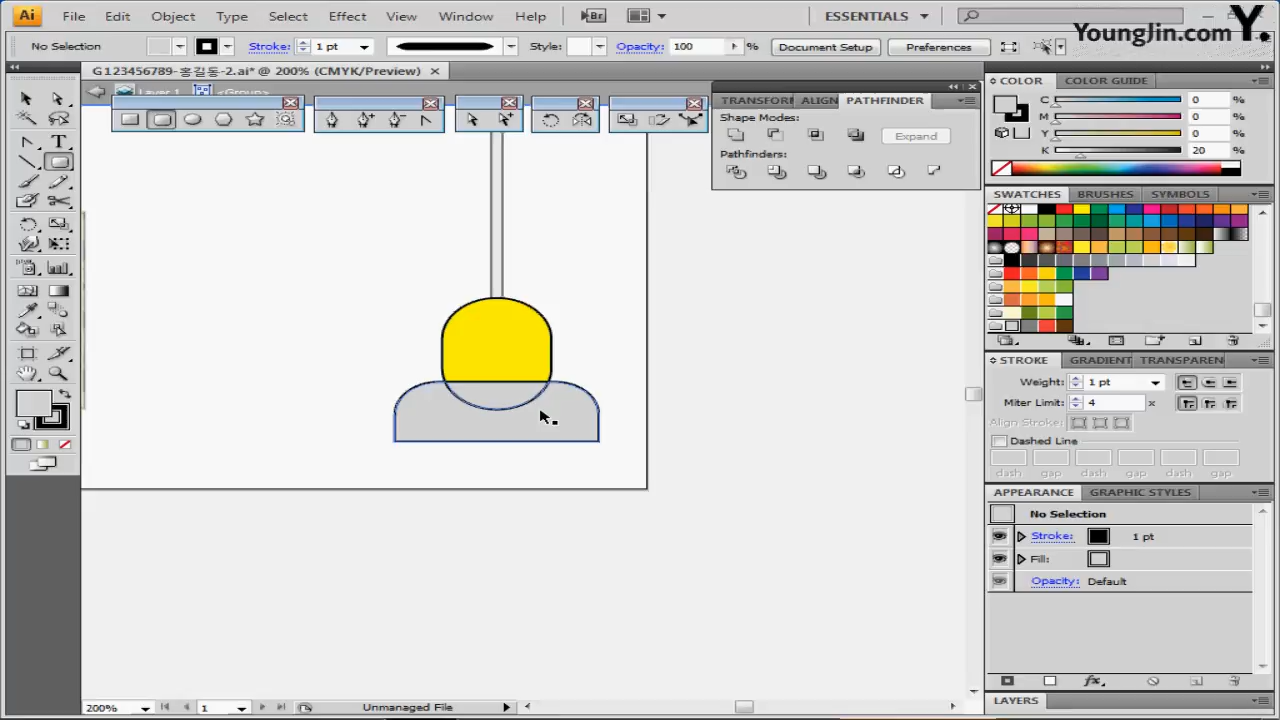 Ai File Edit Object Type Select Effect View Window Help Br ESSENTIALS
YoungJin.com Y.
No Selection Stroke: 1 pt Style: Opacity: 100 % Document Setup Preferences
G123456789-홍길동-2.ai* @ 200% (CMYK/Preview)
Layer 1 <Group>
TRANSFORM ALIGN PATHFINDER
Shape Modes:
Expand
Pathfinders:
COLOR COLOR GUIDE
C 0 %
M 0 %
Y 0 %
K 20 %
SWATCHES BRUSHES SYMBOLS
STROKE GRADIENT TRANSPAREN
Weight: 1 pt
Miter Limit: 4 x
Align Stroke:
Dashed Line
dash gap dash gap dash gap
APPEARANCE GRAPHIC STYLES
No Selection
Stroke: 1 pt
Fill:
Opacity: Default
fx
LAYERS
200% 1 Unmanaged File